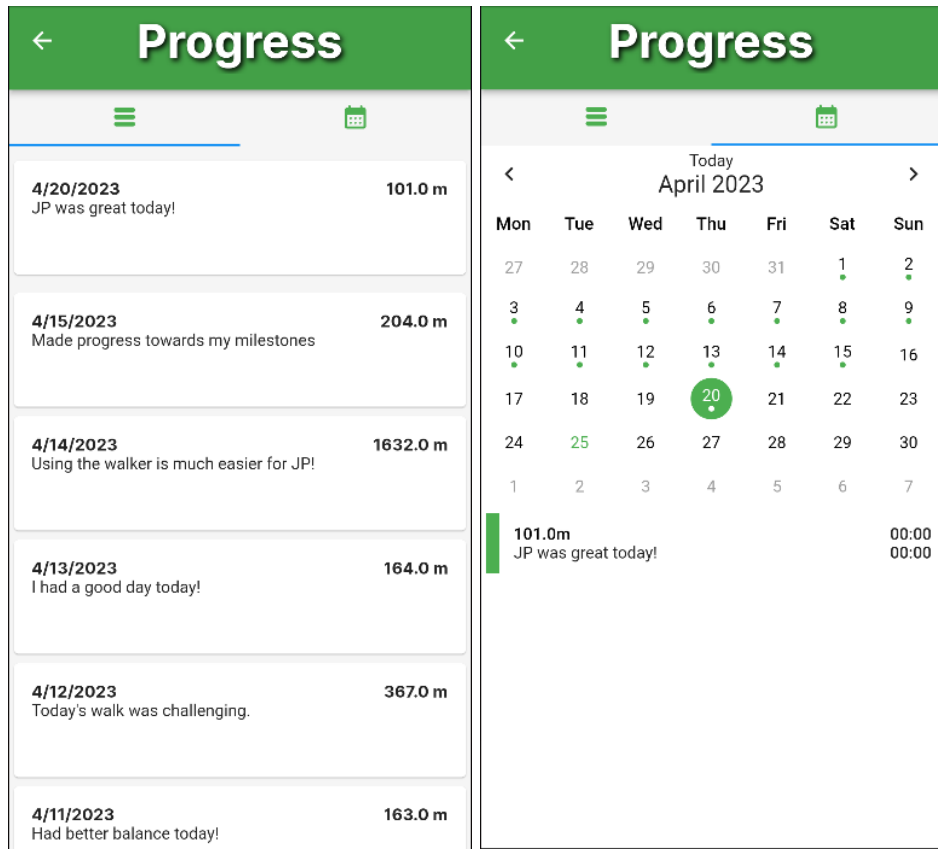 Progress
4/20/2023 101.0 m
JP was great today!
4/15/2023 204.0 m
Made progress towards my milestones
4/14/2023 1632.0 m
Using the walker is much easier for JP!
4/13/2023 164.0 m
I had a good day today!
4/12/2023 367.0 m
Today's walk was challenging.
4/11/2023 163.0 m
Had better balance today!
Progress
Today
April 2023
Mon Tue Wed Thu Fri Sat Sun
27 28 29 30 31 1 2
3 4 5 6 7 8 9
10 11 12 13 14 15 16
17 18 19 20 21 22 23
24 25 26 27 28 29 30
1 2 3 4 5 6 7
101.0m 00:00
JP was great today! 00:00